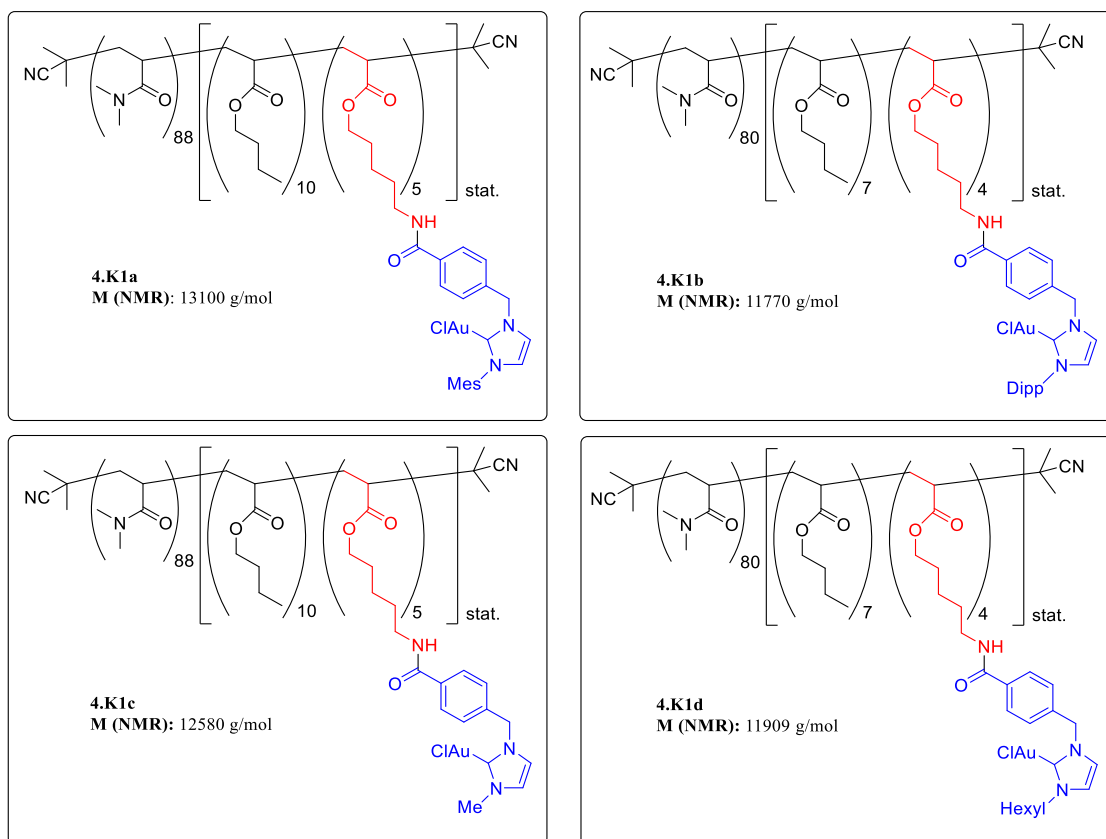 NC
N
O
88
O
O
10
O
O
5
stat.
CN
NH
O
N
ClAu
N
Mes
4.K1a
M (NMR): 13100 g/mol
NC
N
O
80
O
O
7
O
O
4
stat.
CN
NH
O
N
ClAu
N
Dipp
4.K1b
M (NMR): 11770 g/mol
NC
N
O
88
O
O
10
O
O
5
stat.
CN
NH
O
N
ClAu
N
Me
4.K1c
M (NMR): 12580 g/mol
NC
N
O
80
O
O
7
O
O
4
stat.
CN
NH
O
N
ClAu
N
Hexyl
4.K1d
M (NMR): 11909 g/mol